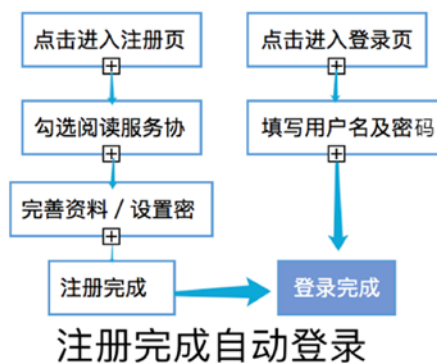 点击进入注册页
点击进入登录页
勾选阅读服务协
填写用户名及密码
完善资料 / 设置密
注册完成
登录完成
注册完成自动登录